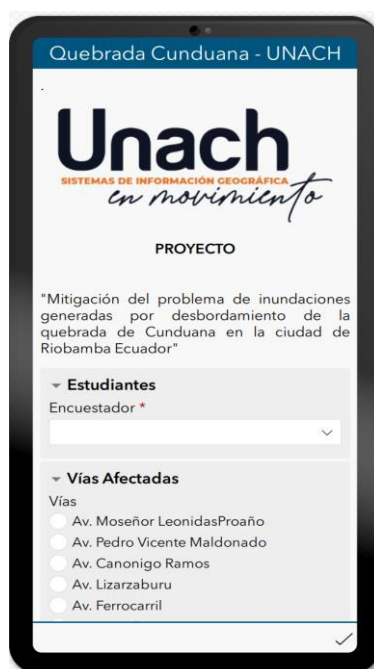 Quebrada Cunduana - UNACH
.
Unach
SISTEMAS DE INFORMACIÓN GEOGRÁFICA
en movimiento
PROYECTO
"Mitigación del problema de inundaciones
generadas por desbordamiento de la
quebrada de Cunduana en la ciudad de
Riobamba Ecuador"
Estudiantes
Encuestador *
Vías Afectadas
Vías
Av. Moseñor LeonidasProaño
Av. Pedro Vicente Maldonado
Av. Canonigo Ramos
Av. Lizarzaburu
Av. Ferrocarril